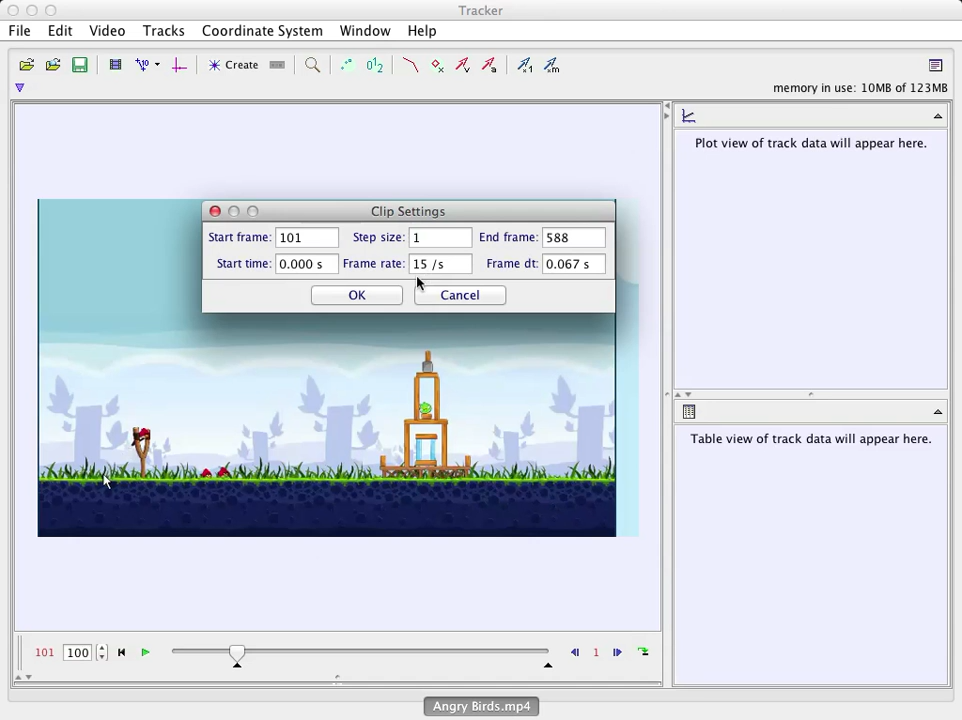 Tracker
File Edit Video Tracks Coordinate System Window Help
Create
memory in use: 10MB of 123MB
Plot view of track data will appear here.
Clip Settings
Start frame: 101 Step size: 1 End frame: 588
Start time: 0.000 s Frame rate: 15 /s Frame dt: 0.067 s
OK Cancel
Table view of track data will appear here.
101 100 1
Angry Birds.mp4